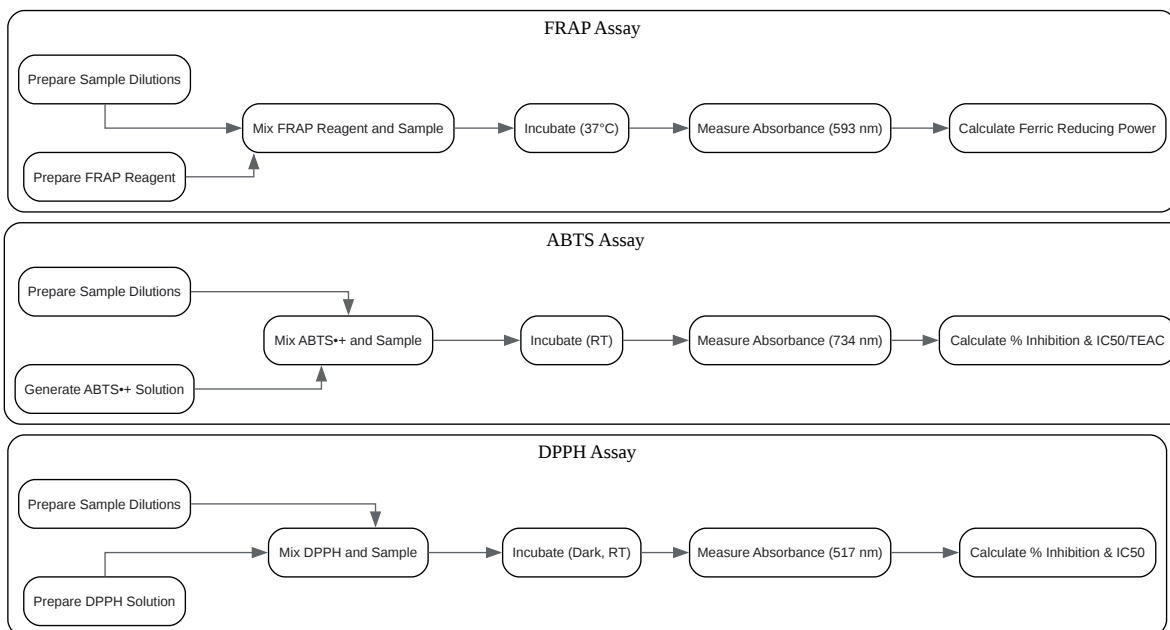 FRAP Assay
Prepare Sample Dilutions
Prepare FRAP Reagent
Mix FRAP Reagent and Sample
Incubate (37°C)
Measure Absorbance (593 nm)
Calculate Ferric Reducing Power
ABTS Assay
Prepare Sample Dilutions
Generate ABTS•+ Solution
Mix ABTS•+ and Sample
Incubate (RT)
Measure Absorbance (734 nm)
Calculate % Inhibition & IC50/TEAC
DPPH Assay
Prepare Sample Dilutions
Prepare DPPH Solution
Mix DPPH and Sample
Incubate (Dark, RT)
Measure Absorbance (517 nm)
Calculate % Inhibition & IC50